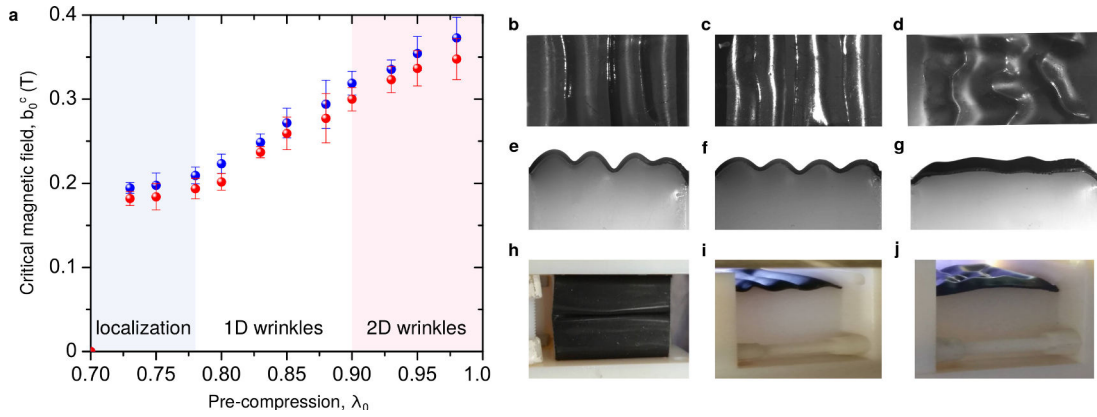 a
0.4
0.3
0.2
0.1
0
Critical magnetic field, b₀ᶜ (T)
localization
1D wrinkles
2D wrinkles
0.70
0.75
0.80
0.85
0.90
0.95
1.0
Pre-compression, λ₀
b
c
d
e
f
g
h
i
j